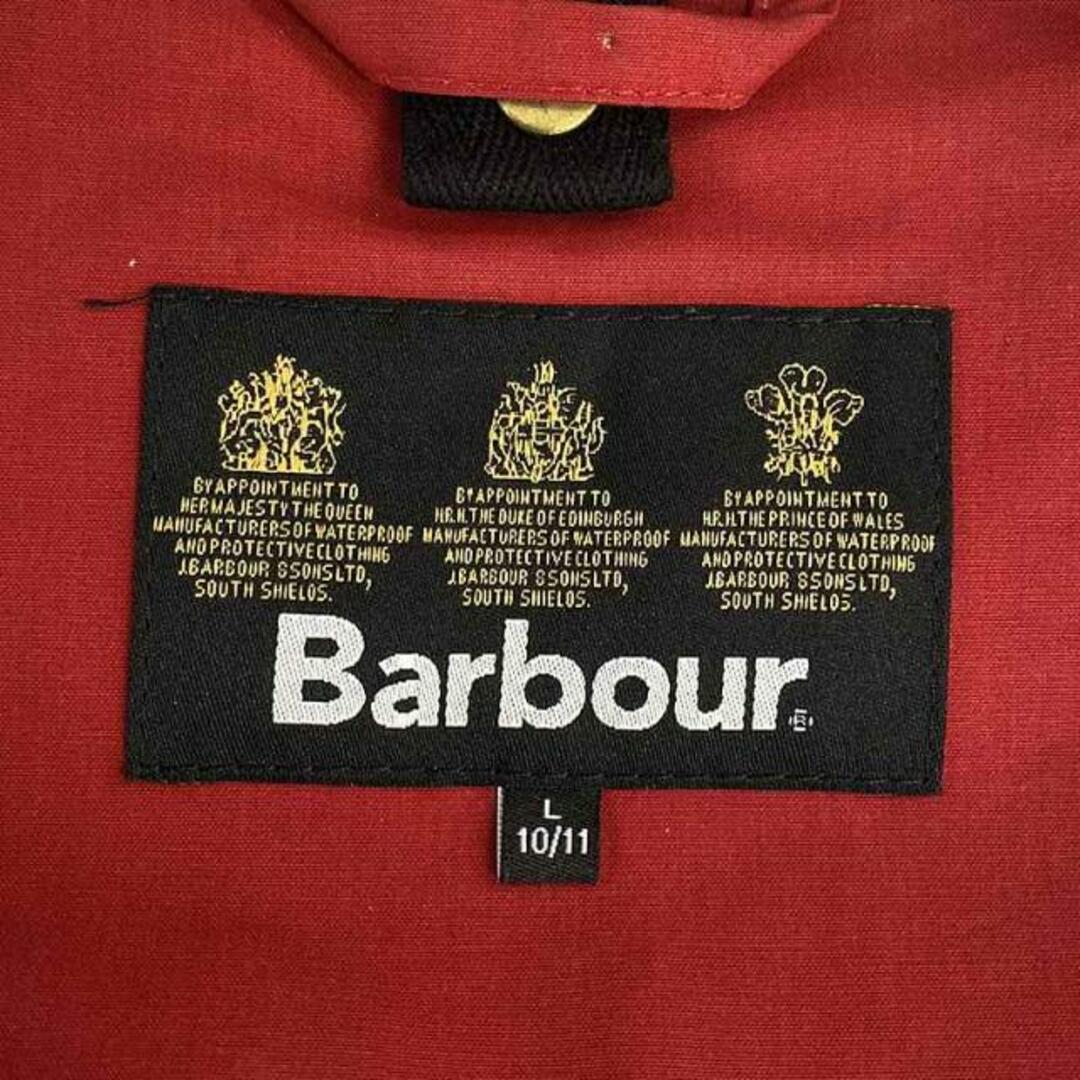 BY APPOINTMENT TO
HER MAJESTY THE QUEEN
MANUFACTURERS OF WATERPROOF
AND PROTECTIVE CLOTHING
J.BARBOUR & SONS LTD,
SOUTH SHIELDS.
BY APPOINTMENT TO
H.R.H. THE DUKE OF EDINBURGH
MANUFACTURERS OF WATERPROOF
AND PROTECTIVE CLOTHING
J.BARBOUR & SONS LTD,
SOUTH SHIELDS.
BY APPOINTMENT TO
H.R.H. THE PRINCE OF WALES
MANUFACTURERS OF WATERPROOF
AND PROTECTIVE CLOTHING
J.BARBOUR & SONS LTD,
SOUTH SHIELDS.
Barbour®
L
10/11